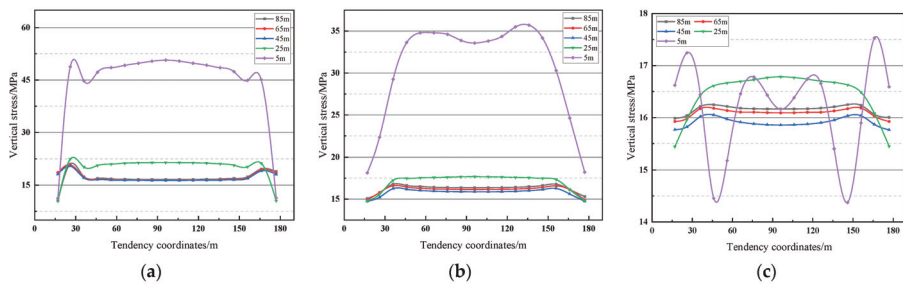 60
45
30
15
Vertical stress/MPa
85m
65m
45m
25m
5m
0 30 60 90 120 150 180
Tendency coordinates/m
(a)
35
30
25
20
15
Vertical stress/MPa
85m
65m
45m
25m
5m
0 30 60 90 120 150 180
Tendency coordinates/m
(b)
18
17
16
15
14
Vertical stress/MPa
85m 65m
45m 25m
5m
0 30 60 90 120 150 180
Tendency coordinates/m
(c)